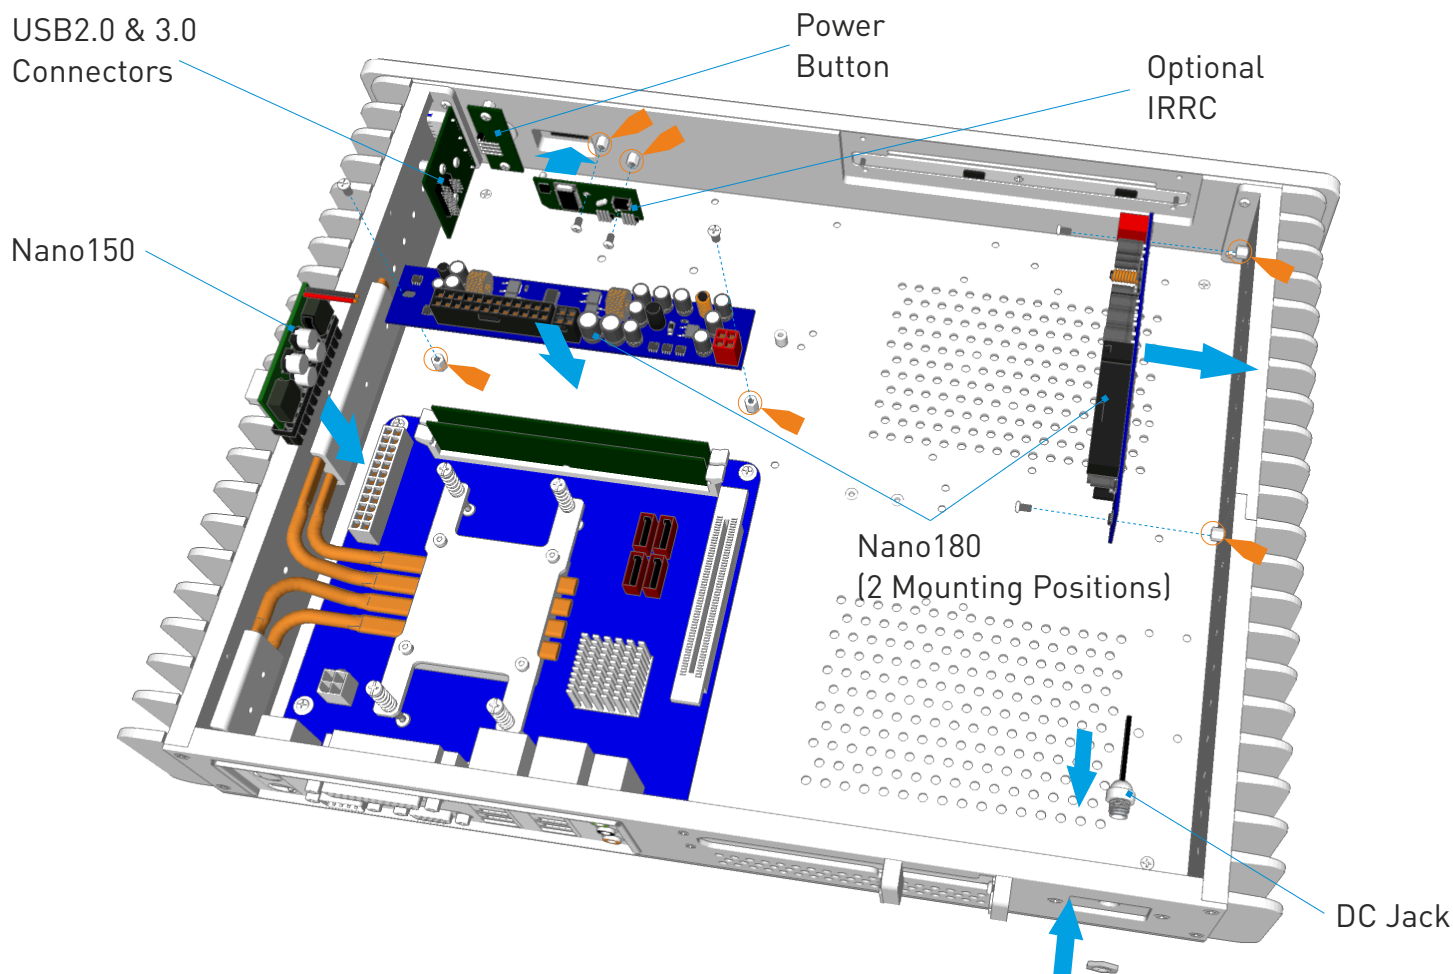 USB2.0 & 3.0
Connectors
Power
Button
Optional
IRRC
Nano150
Nano180
(2 Mounting Positions)
DC Jack